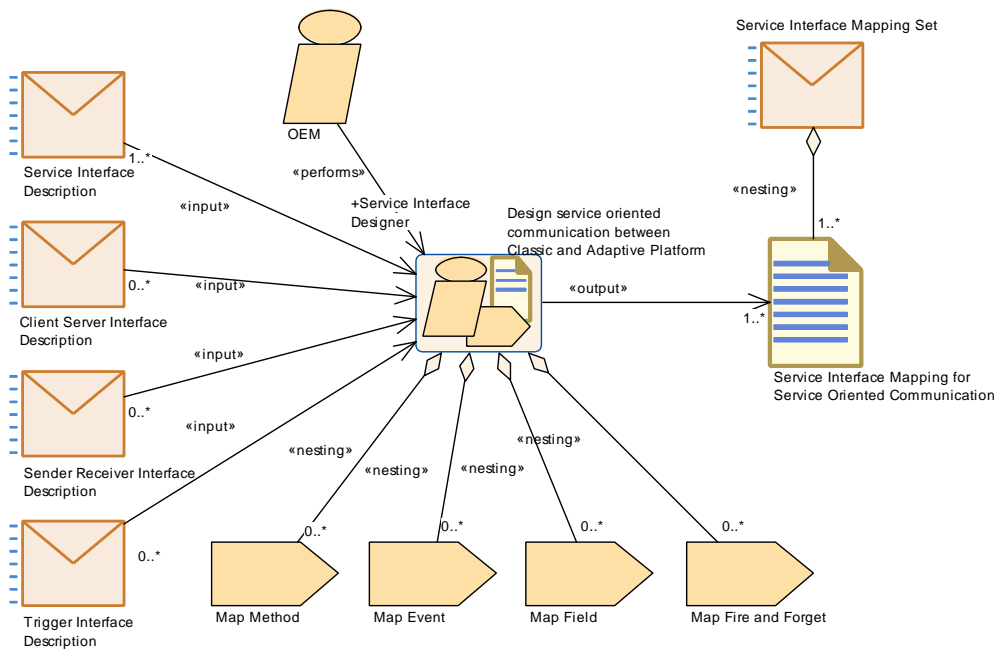 Service Interface Mapping Set
OEM
1..*
Service Interface
Description
«performs»
«nesting»
«input»
+Service Interface
Designer
Design service oriented
communication between
Classic and Adaptive Platform
1..*
0..*
«input»
«output»
1..*
Client Server Interface
Description
«input»
Service Interface Mapping for
Service Oriented Communication
0..*
«input»
«nesting»
«nesting»
«nesting»
«nesting»
Sender Receiver Interface
Description
0..*
0..*
0..*
0..*
0..*
Trigger Interface
Description
Map Method
Map Event
Map Field
Map Fire and Forget